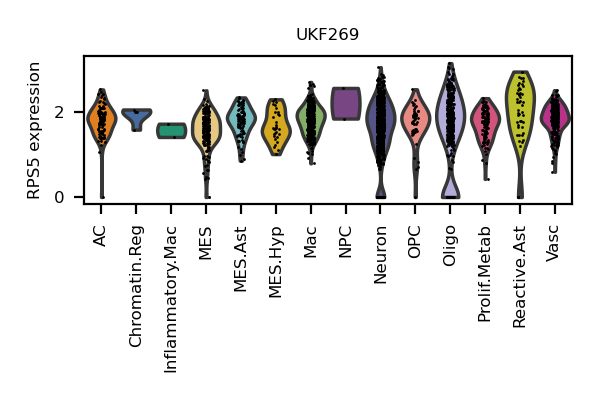 UKF269
RPS5 expression
2
0
AC
Chromatin.Reg
Inflammatory.Mac
MES
MES.Ast
MES.Hyp
Mac
NPC
Neuron
OPC
Oligo
Prolif.Metab
Reactive.Ast
Vasc